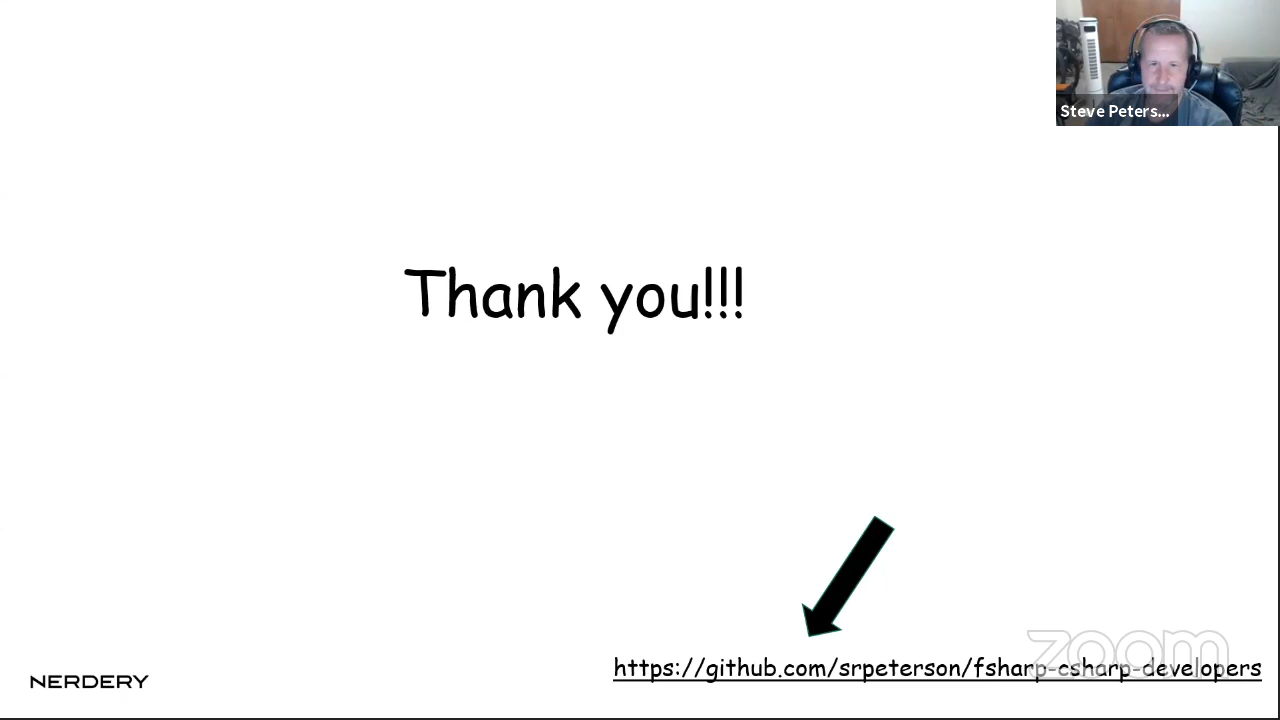 Steve Peters...
Thank you!!!
https://github.com/srpeterson/fsharp-csharp-developers
zoom
NERDERY